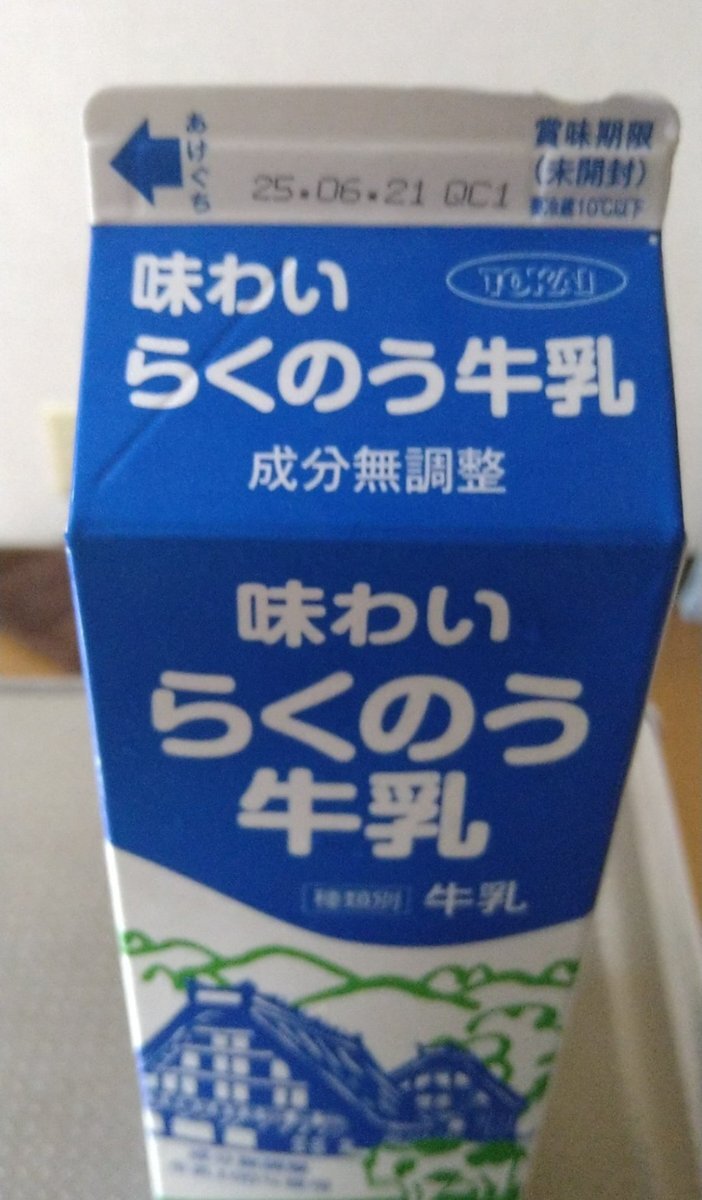 あけぐち
25.06.21 QC1
賞味期限
(未開封)
要冷蔵10℃以下
味わい
らくのう牛乳
成分無調整
味わい
らくのう
牛乳
種類別 牛乳